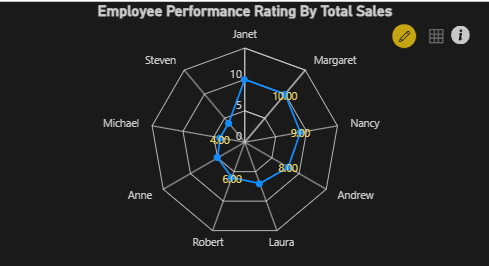 Employee Performance Rating By Total Sales
Janet
Steven
Margaret
10
10.00
5
Michael
Nancy
0
9.00
4.00
8.00
6.00
Anne
Andrew
Robert
Laura
i